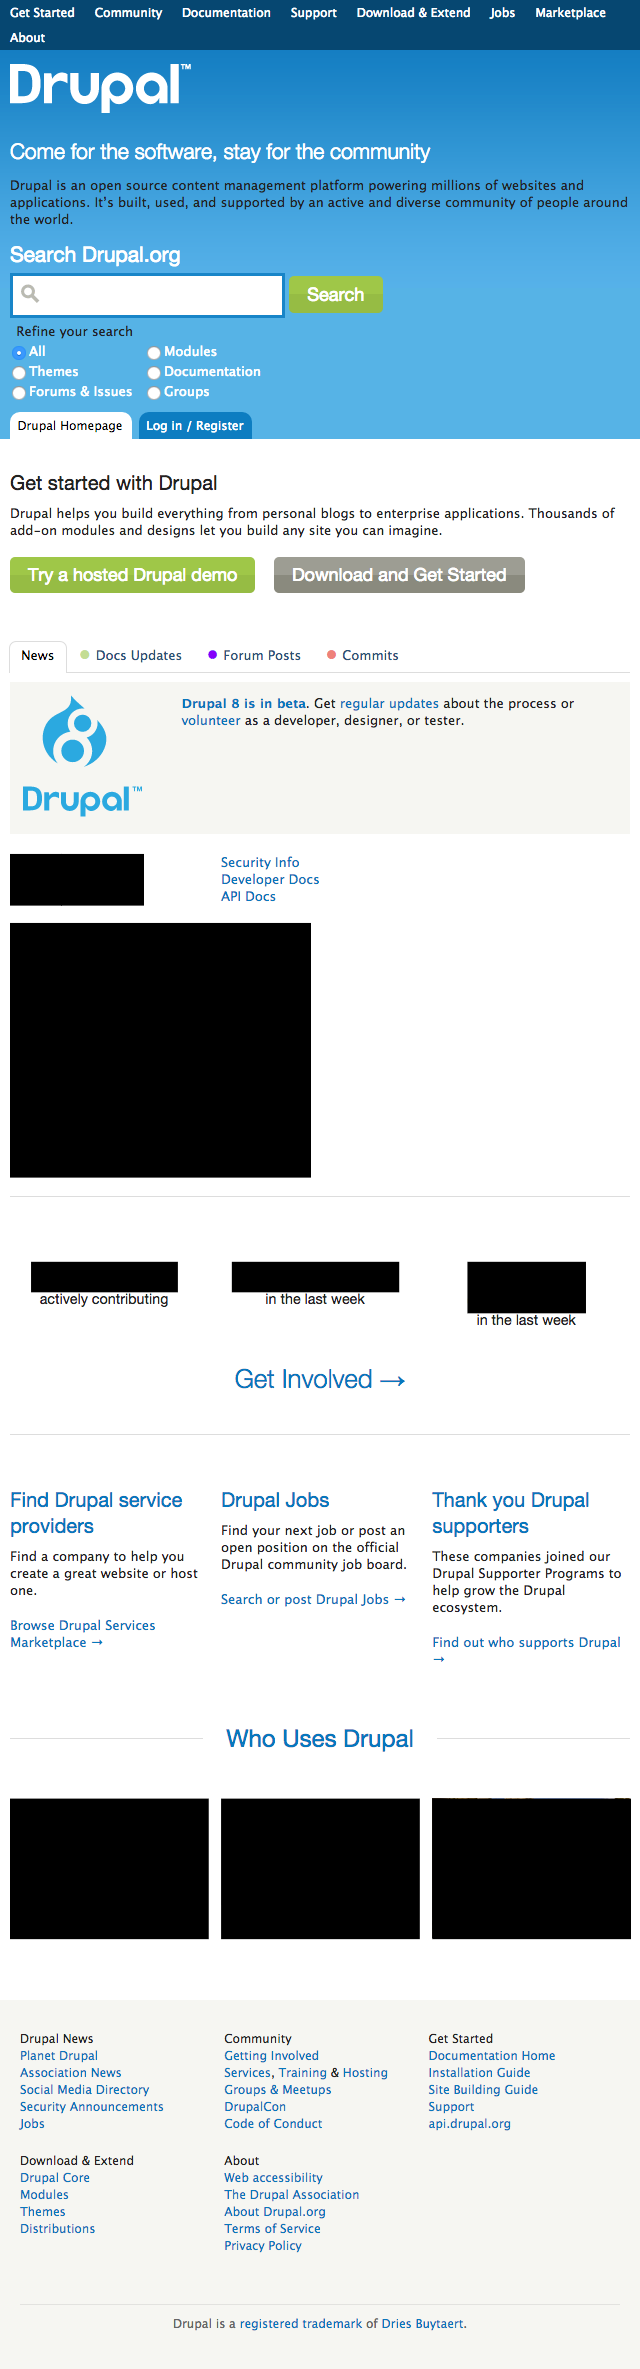 Get Started Community Documentation Support Download & Extend Jobs Marketplace
About
Drupal™
Come for the software, stay for the community
Drupal is an open source content management platform powering millions of websites and
applications. It’s built, used, and supported by an active and diverse community of people around
the world.
Search Drupal.org
Search
Refine your search
All Modules
Themes Documentation
Forums & Issues Groups
Drupal Homepage Log in / Register
Get started with Drupal
Drupal helps you build everything from personal blogs to enterprise applications. Thousands of
add-on modules and designs let you build any site you can imagine.
Try a hosted Drupal demo Download and Get Started
News Docs Updates Forum Posts Commits
Drupal 8 is in beta. Get regular updates about the process or
volunteer as a developer, designer, or tester.
Drupal™
Security Info
Developer Docs
API Docs
actively contributing
in the last week
in the last week
Get Involved →
Find Drupal service
providers
Find a company to help you
create a great website or host
one.
Browse Drupal Services
Marketplace →
Drupal Jobs
Find your next job or post an
open position on the official
Drupal community job board.
Search or post Drupal Jobs →
Thank you Drupal
supporters
These companies joined our
Drupal Supporter Programs to
help grow the Drupal
ecosystem.
Find out who supports Drupal
→
Who Uses Drupal
Drupal News
Planet Drupal
Association News
Social Media Directory
Security Announcements
Jobs
Community
Getting Involved
Services, Training & Hosting
Groups & Meetups
DrupalCon
Code of Conduct
Get Started
Documentation Home
Installation Guide
Site Building Guide
Support
api.drupal.org
Download & Extend
Drupal Core
Modules
Themes
Distributions
About
Web accessibility
The Drupal Association
About Drupal.org
Terms of Service
Privacy Policy
Drupal is a registered trademark of Dries Buytaert.